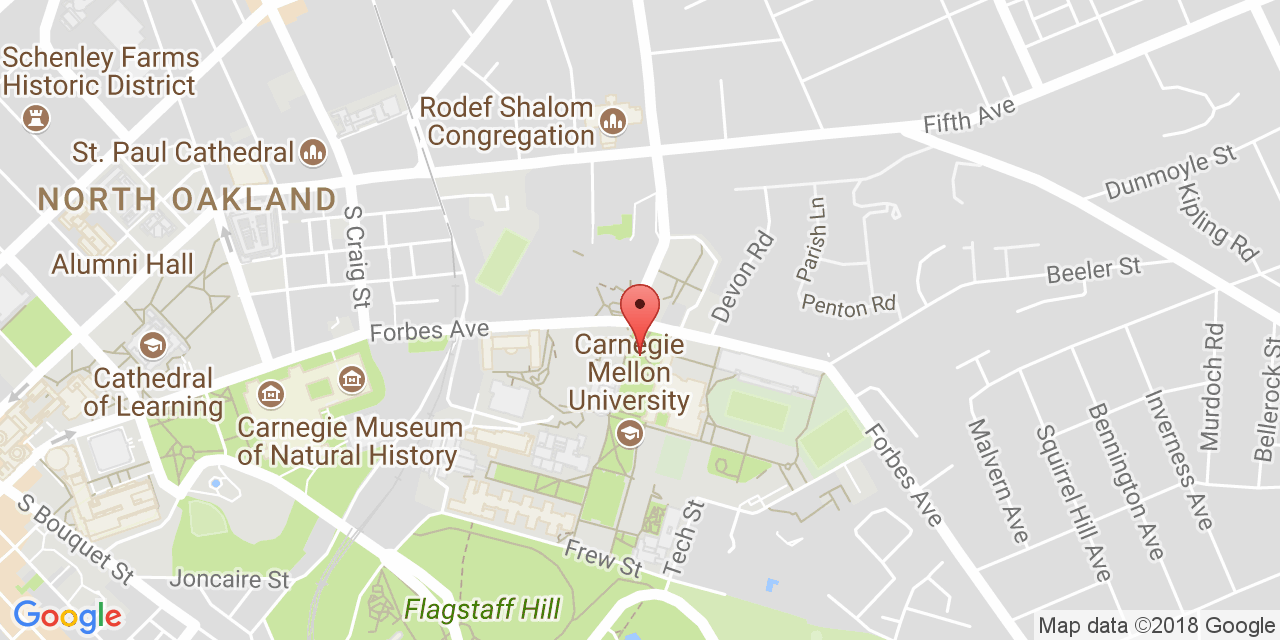 Schenley Farms
Historic District
Rodef Shalom
Congregation
Fifth Ave
St. Paul Cathedral
Dunmoyle St
NORTH OAKLAND
Kipling Rd
S Craig St
Parish Ln
Devon Rd
Alumni Hall
Beeler St
Penton Rd
Forbes Ave
Carnegie
Mellon
University
Cathedral
of Learning
Murdoch Rd
Bellerock St
Carnegie Museum
of Natural History
Forbes Ave
Malvern Ave
Squirrel Hill Ave
Bennington Ave
Inverness Ave
S Bouquet St
Tech St
Frew St
Joncaire St
Flagstaff Hill
Google
Map data ©2018 Google